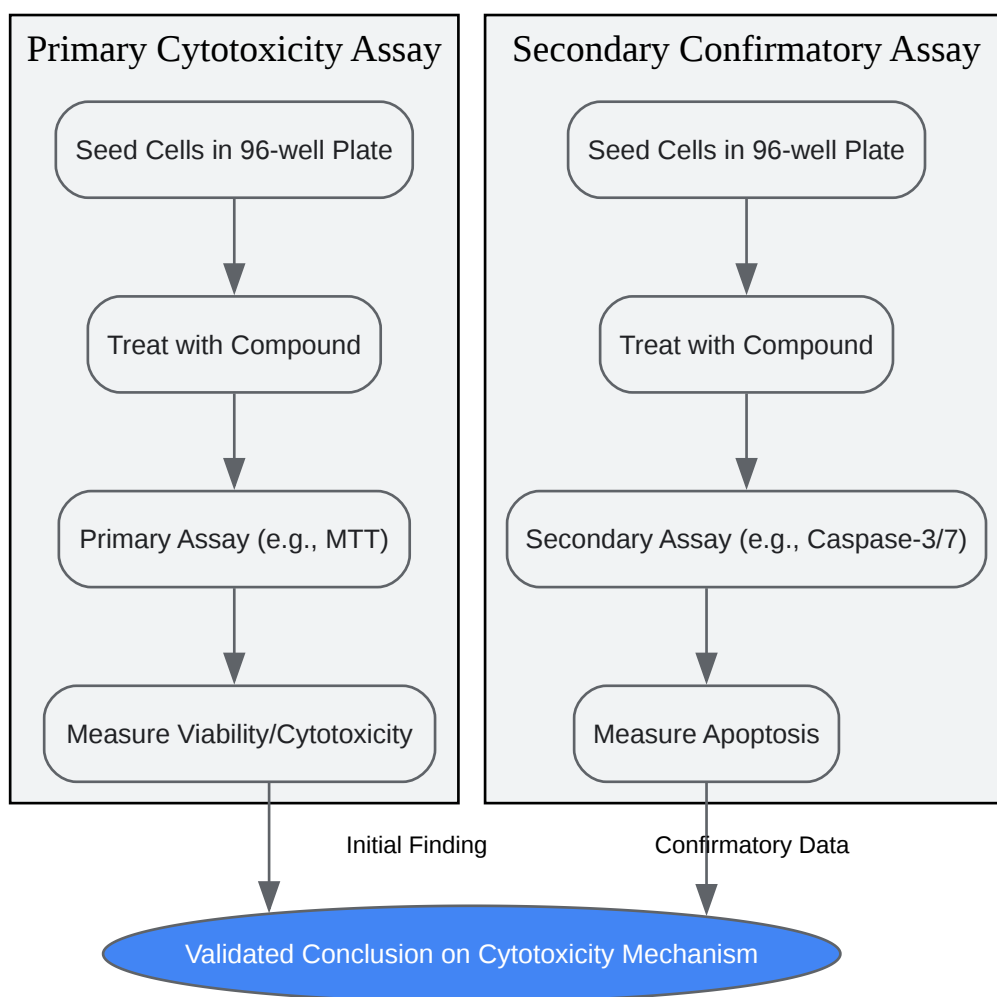 Primary Cytotoxicity Assay
Seed Cells in 96-well Plate
Treat with Compound
Primary Assay (e.g., MTT)
Measure Viability/Cytotoxicity
Initial Finding
Secondary Confirmatory Assay
Seed Cells in 96-well Plate
Treat with Compound
Secondary Assay (e.g., Caspase-3/7)
Measure Apoptosis
Confirmatory Data
Validated Conclusion on Cytotoxicity Mechanism